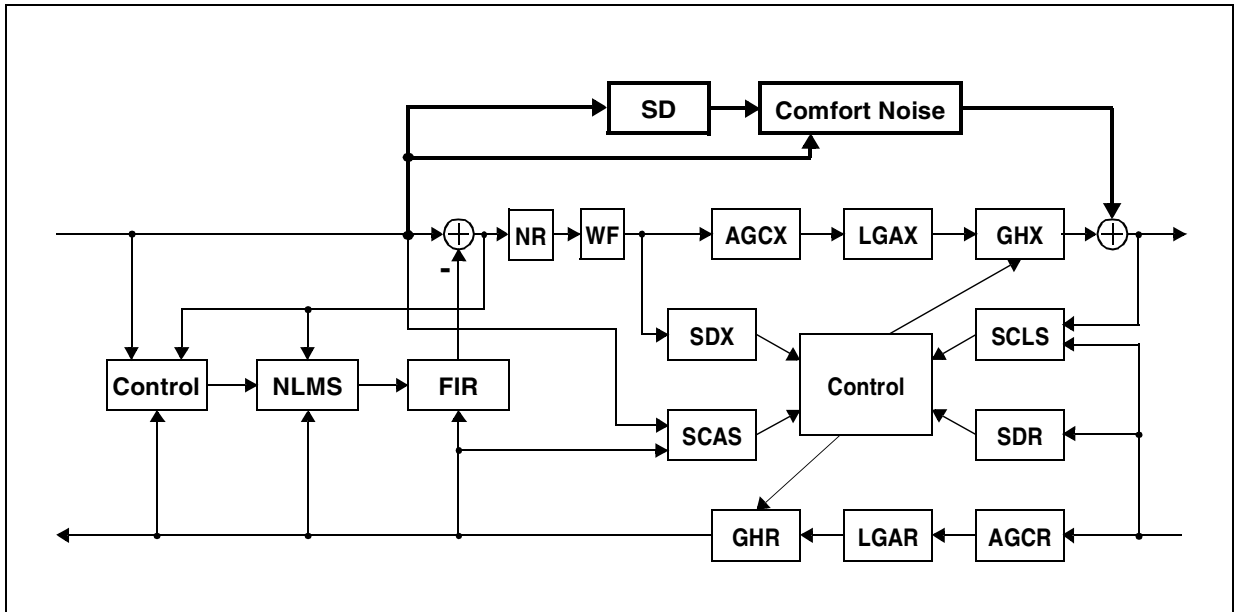 SD
Comfort Noise
NR
WF
AGCX
LGAX
GHX
-
SDX
SCLS
Control
NLMS
FIR
Control
SCAS
SDR
GHR
LGAR
AGCR